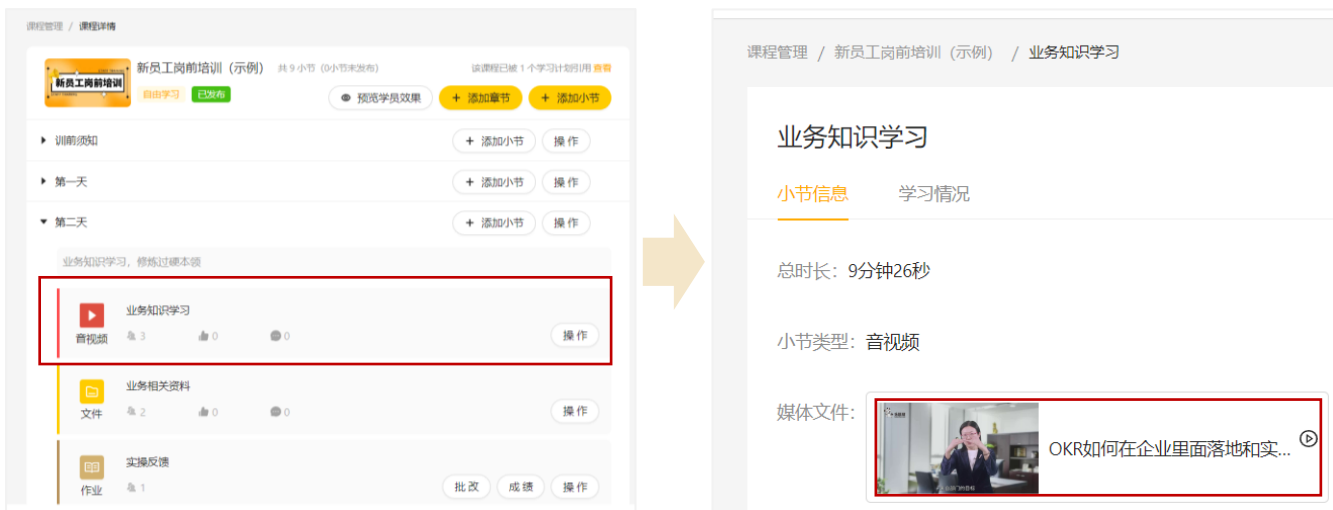 课程管理 / 课程详情
新员工岗前培训
新员工岗前培训（示例） 共 9 小节（0小节未发布） 该课程已被 1 个学习计划引用 查看
自由学习 已发布 预览学员效果 + 添加章节 + 添加小节
训前须知 + 添加小节 操作
第一天 + 添加小节 操作
第二天 + 添加小节 操作
业务知识学习，修炼过硬本领
业务知识学习
音视频 3 0 0 操作
业务相关资料
文件 2 0 0 操作
实操反馈
作业 1 批改 成绩 操作
课程管理 / 新员工岗前培训（示例） / 业务知识学习
业务知识学习
小节信息 学习情况
总时长：9分钟26秒
小节类型：音视频
媒体文件：
OKR如何在企业里面落地和实...